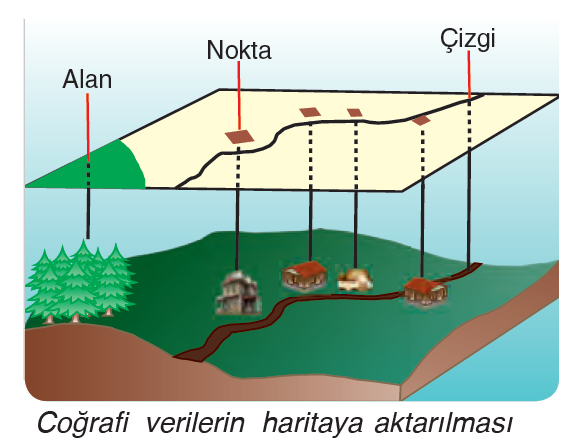 Alan
Nokta
Çizgi
Coğrafi verilerin haritaya aktarılması